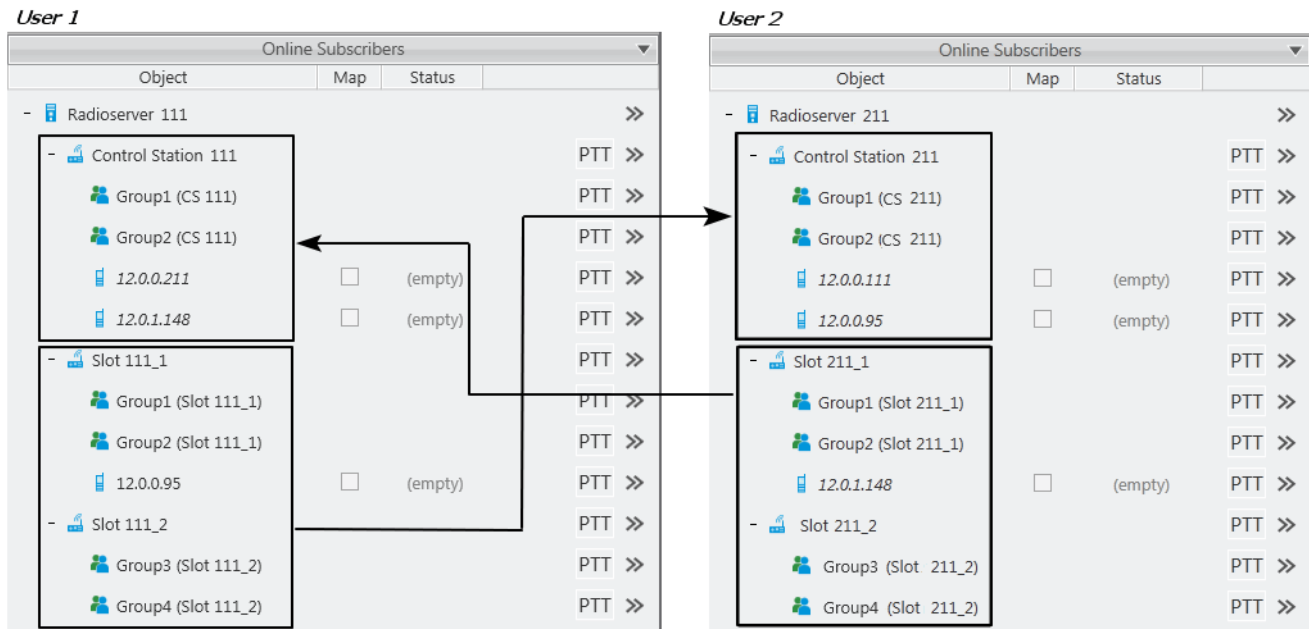 User 1
Online Subscribers
Object Map Status
- Radioserver 111
- Control Station 111 PTT
Group1 (CS 111) PTT
Group2 (CS 111) PTT
12.0.0.211 (empty) PTT
12.0.1.148 (empty) PTT
- Slot 111_1 PTT
Group1 (Slot 111_1) PTT
Group2 (Slot 111_1) PTT
12.0.0.95 (empty) PTT
- Slot 111_2 PTT
Group3 (Slot 111_2) PTT
Group4 (Slot 111_2) PTT
User 2
Online Subscribers
Object Map Status
- Radioserver 211
- Control Station 211 PTT
Group1 (CS 211) PTT
Group2 (CS 211) PTT
12.0.0.111 (empty) PTT
12.0.0.95 (empty) PTT
- Slot 211_1 PTT
Group1 (Slot 211_1) PTT
Group2 (Slot 211_1) PTT
12.0.1.148 (empty) PTT
- Slot 211_2 PTT
Group3 (Slot 211_2) PTT
Group4 (Slot 211_2) PTT